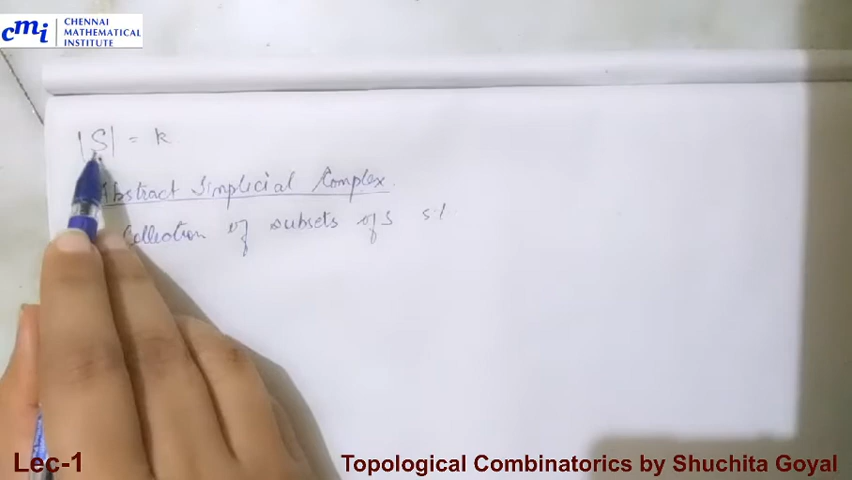 cmi
CHENNAI
MATHEMATICAL
INSTITUTE
|S| = k
Abstract Simplicial Complex.
Collection of subsets of S s.t
Lec-1
Topological Combinatorics by Shuchita Goyal